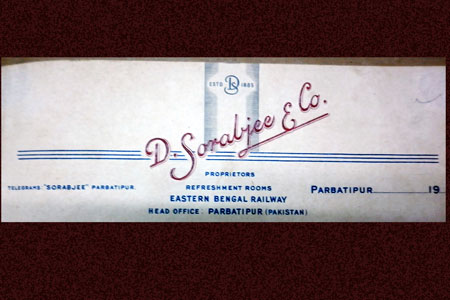 ESTD DS 1885
D. Sorabjee & Co.
PROPRIETORS
TELEGRAMS: "SORABJEE" PARBATIPUR.
REFRESHMENT ROOMS
PARBATIPUR 19
EASTERN BENGAL RAILWAY
HEAD OFFICE . PARBATIPUR (PAKISTAN)